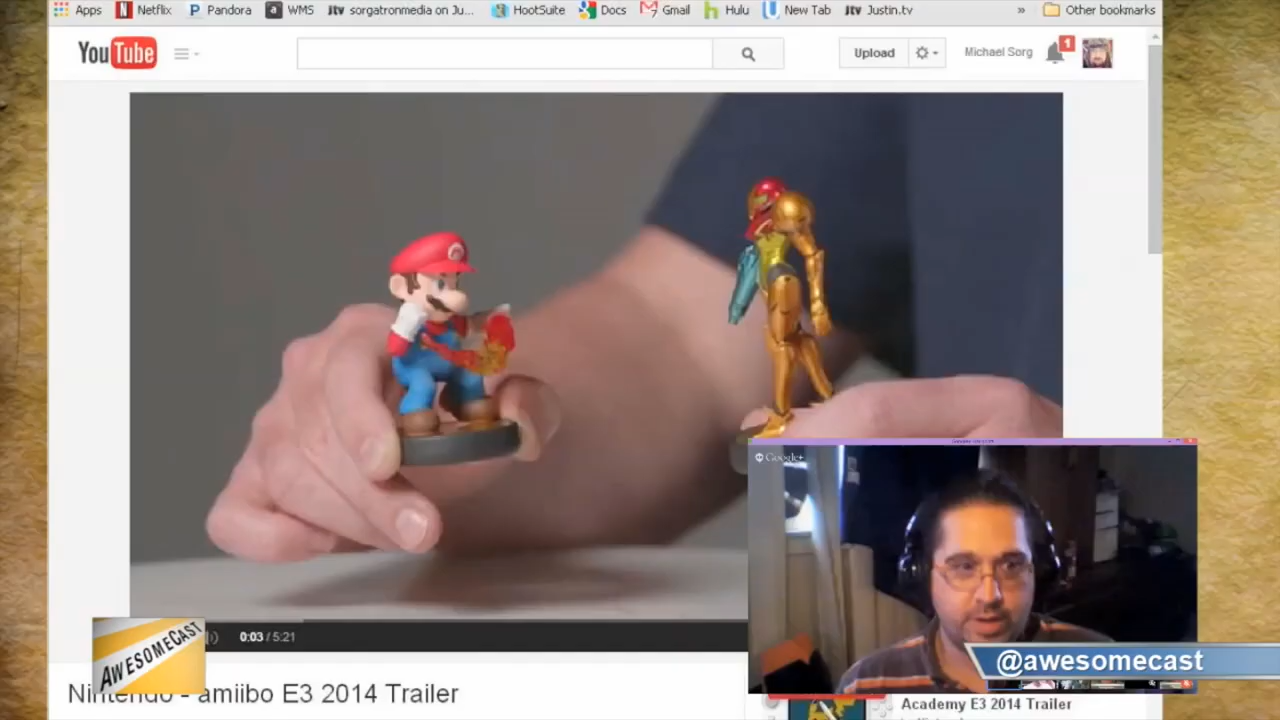 Apps Netflix Pandora WMS sorgatronmedia on Ju... HootSuite Docs Gmail Hulu New Tab Justin.tv » Other bookmarks
YouTube Upload Michael Sorg 1
Google+
0:03 / 5:21
AWESOMECAST
@awesomecast
Nintendo - amiibo E3 2014 Trailer
Academy E3 2014 Trailer